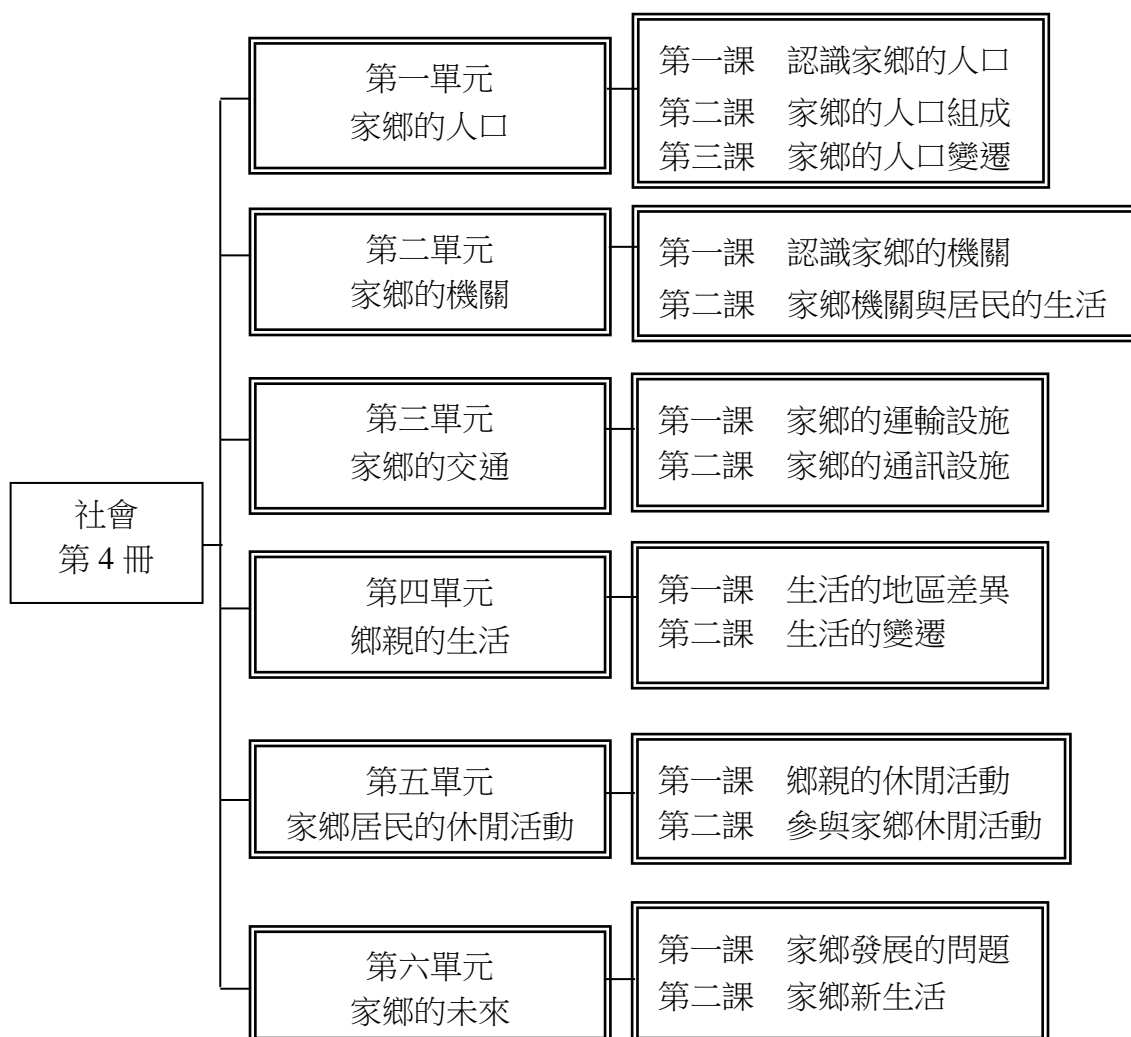 社會
第 4 冊
第一單元
家鄉的人口
第一課　認識家鄉的人口
第二課　家鄉的人口組成
第三課　家鄉的人口變遷
第二單元
家鄉的機關
第一課　認識家鄉的機關
第二課　家鄉機關與居民的生活
第三單元
家鄉的交通
第一課　家鄉的運輸設施
第二課　家鄉的通訊設施
第四單元
鄉親的生活
第一課　生活的地區差異
第二課　生活的變遷
第五單元
家鄉居民的休閒活動
第一課　鄉親的休閒活動
第二課　參與家鄉休閒活動
第六單元
家鄉的未來
第一課　家鄉發展的問題
第二課　家鄉新生活